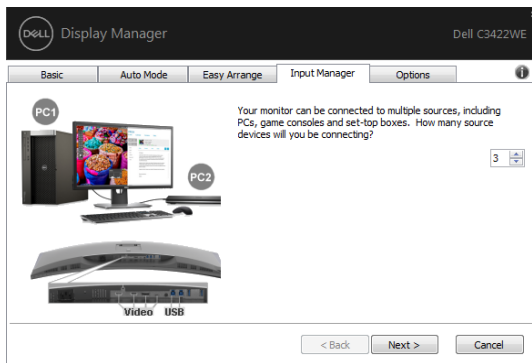 DELL Display Manager
Dell C3422WE
Basic
Auto Mode
Easy Arrange
Input Manager
Options
PC1
PC2
Your monitor can be connected to multiple sources, including
PCs, game consoles and set-top boxes. How many source
devices will you be connecting?
3
Video USB
< Back
Next >
Cancel